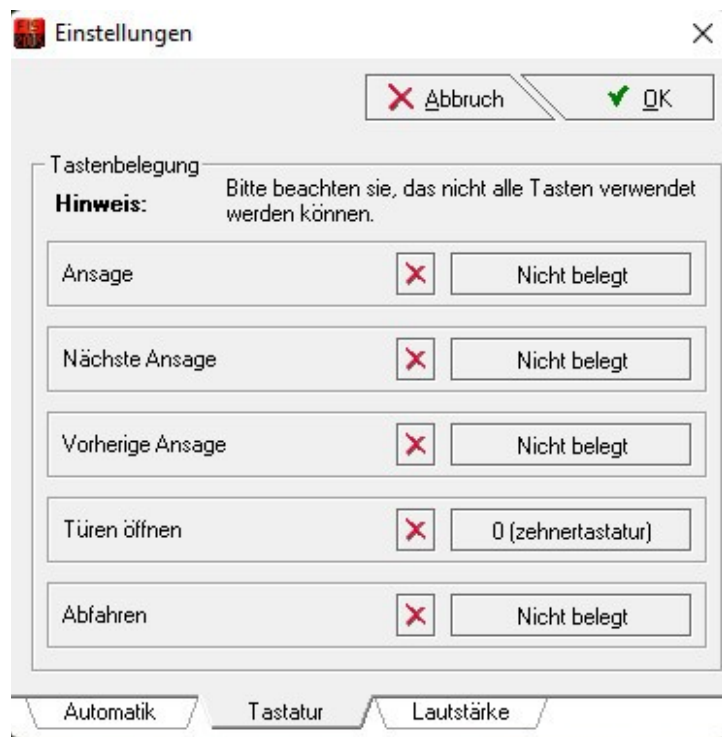 Einstellungen
Abbruch
OK
Tastenbelegung
Hinweis: Bitte beachten sie, das nicht alle Tasten verwendet
werden können.
Ansage Nicht belegt
Nächste Ansage Nicht belegt
Vorherige Ansage Nicht belegt
Türen öffnen 0 (zehnertastatur)
Abfahren Nicht belegt
Automatik Tastatur Lautstärke